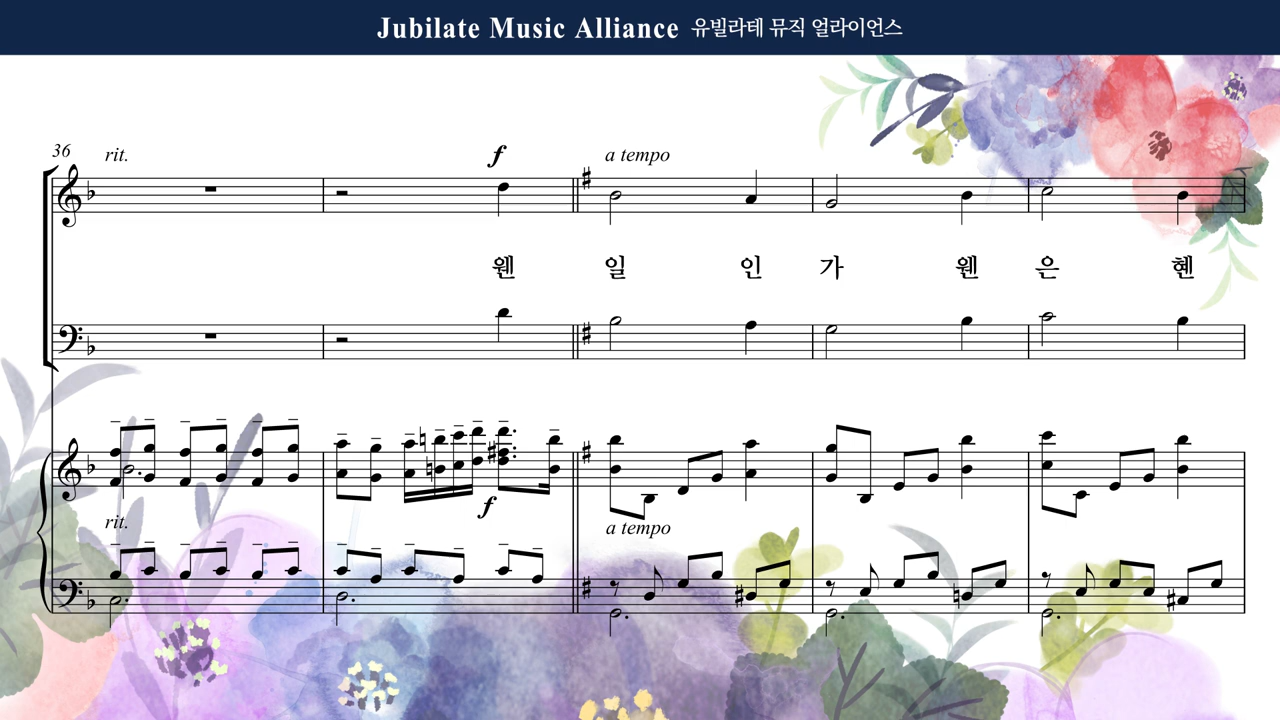 Jubilate Music Alliance 유빌라테 뮤직 얼라이언스
36 rit. f a tempo
웬 일 인 가 웬 은 혠
f
rit. a tempo